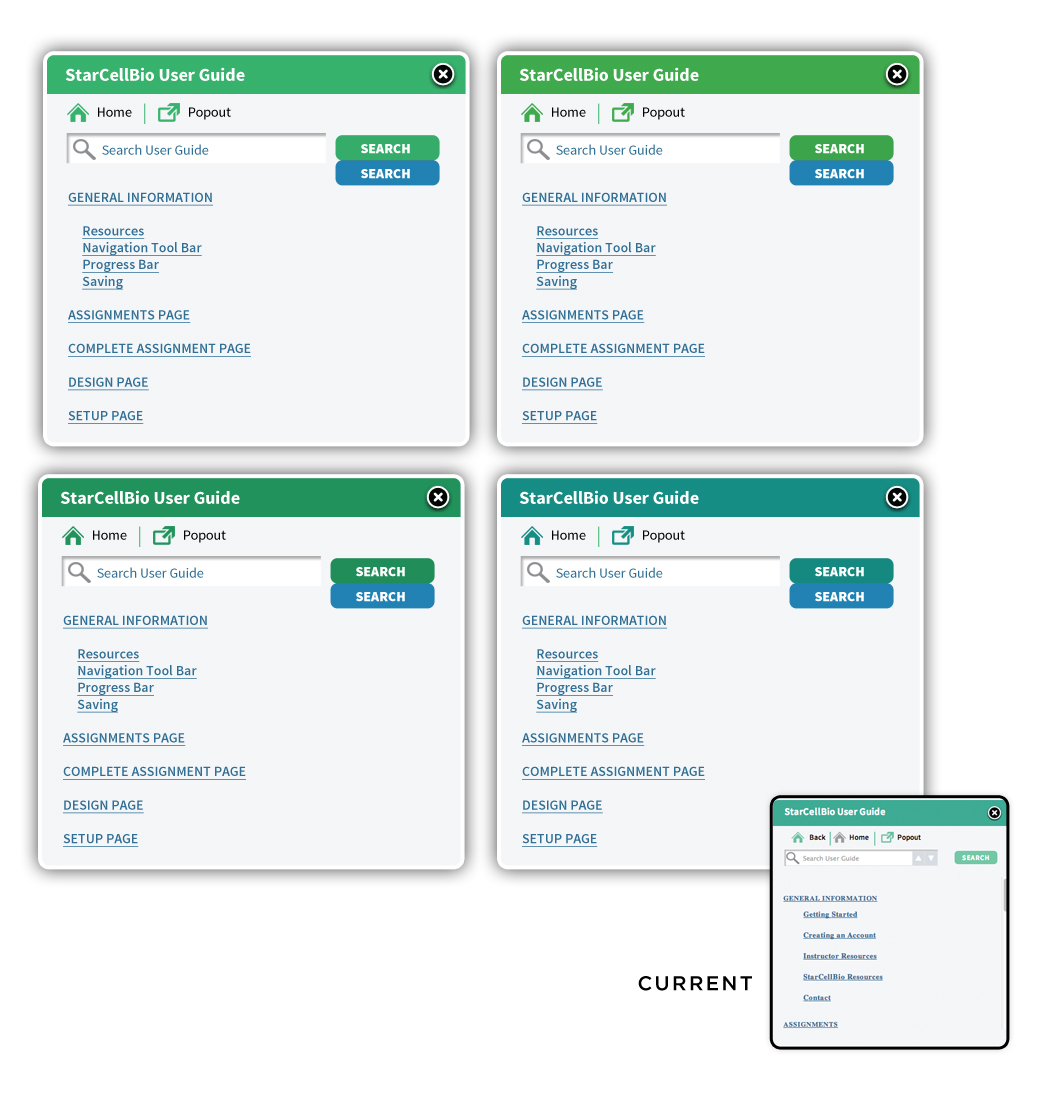 StarCellBio User Guide
Home | Popout
Search User Guide SEARCH
SEARCH
GENERAL INFORMATION
Resources
Navigation Tool Bar
Progress Bar
Saving
ASSIGNMENTS PAGE
COMPLETE ASSIGNMENT PAGE
DESIGN PAGE
SETUP PAGE
StarCellBio User Guide
Home | Popout
Search User Guide SEARCH
SEARCH
GENERAL INFORMATION
Resources
Navigation Tool Bar
Progress Bar
Saving
ASSIGNMENTS PAGE
COMPLETE ASSIGNMENT PAGE
DESIGN PAGE
SETUP PAGE
StarCellBio User Guide
Home | Popout
Search User Guide SEARCH
SEARCH
GENERAL INFORMATION
Resources
Navigation Tool Bar
Progress Bar
Saving
ASSIGNMENTS PAGE
COMPLETE ASSIGNMENT PAGE
DESIGN PAGE
SETUP PAGE
StarCellBio User Guide
Home | Popout
Search User Guide SEARCH
SEARCH
GENERAL INFORMATION
Resources
Navigation Tool Bar
Progress Bar
Saving
ASSIGNMENTS PAGE
COMPLETE ASSIGNMENT PAGE
DESIGN PAGE
SETUP PAGE
CURRENT
StarCellBio User Guide
Back | Home | Popout
Search User Guide SEARCH
GENERAL INFORMATION
Getting Started
Creating an Account
Instructor Resources
StarCellBio Resources
Contact
ASSIGNMENTS